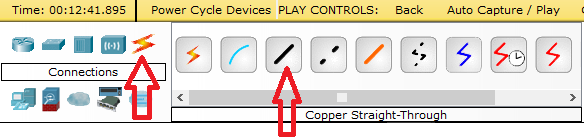 Time: 00:12:41.895 Power Cycle Devices PLAY CONTROLS: Back Auto Capture / Play
Connections
Copper Straight-Through